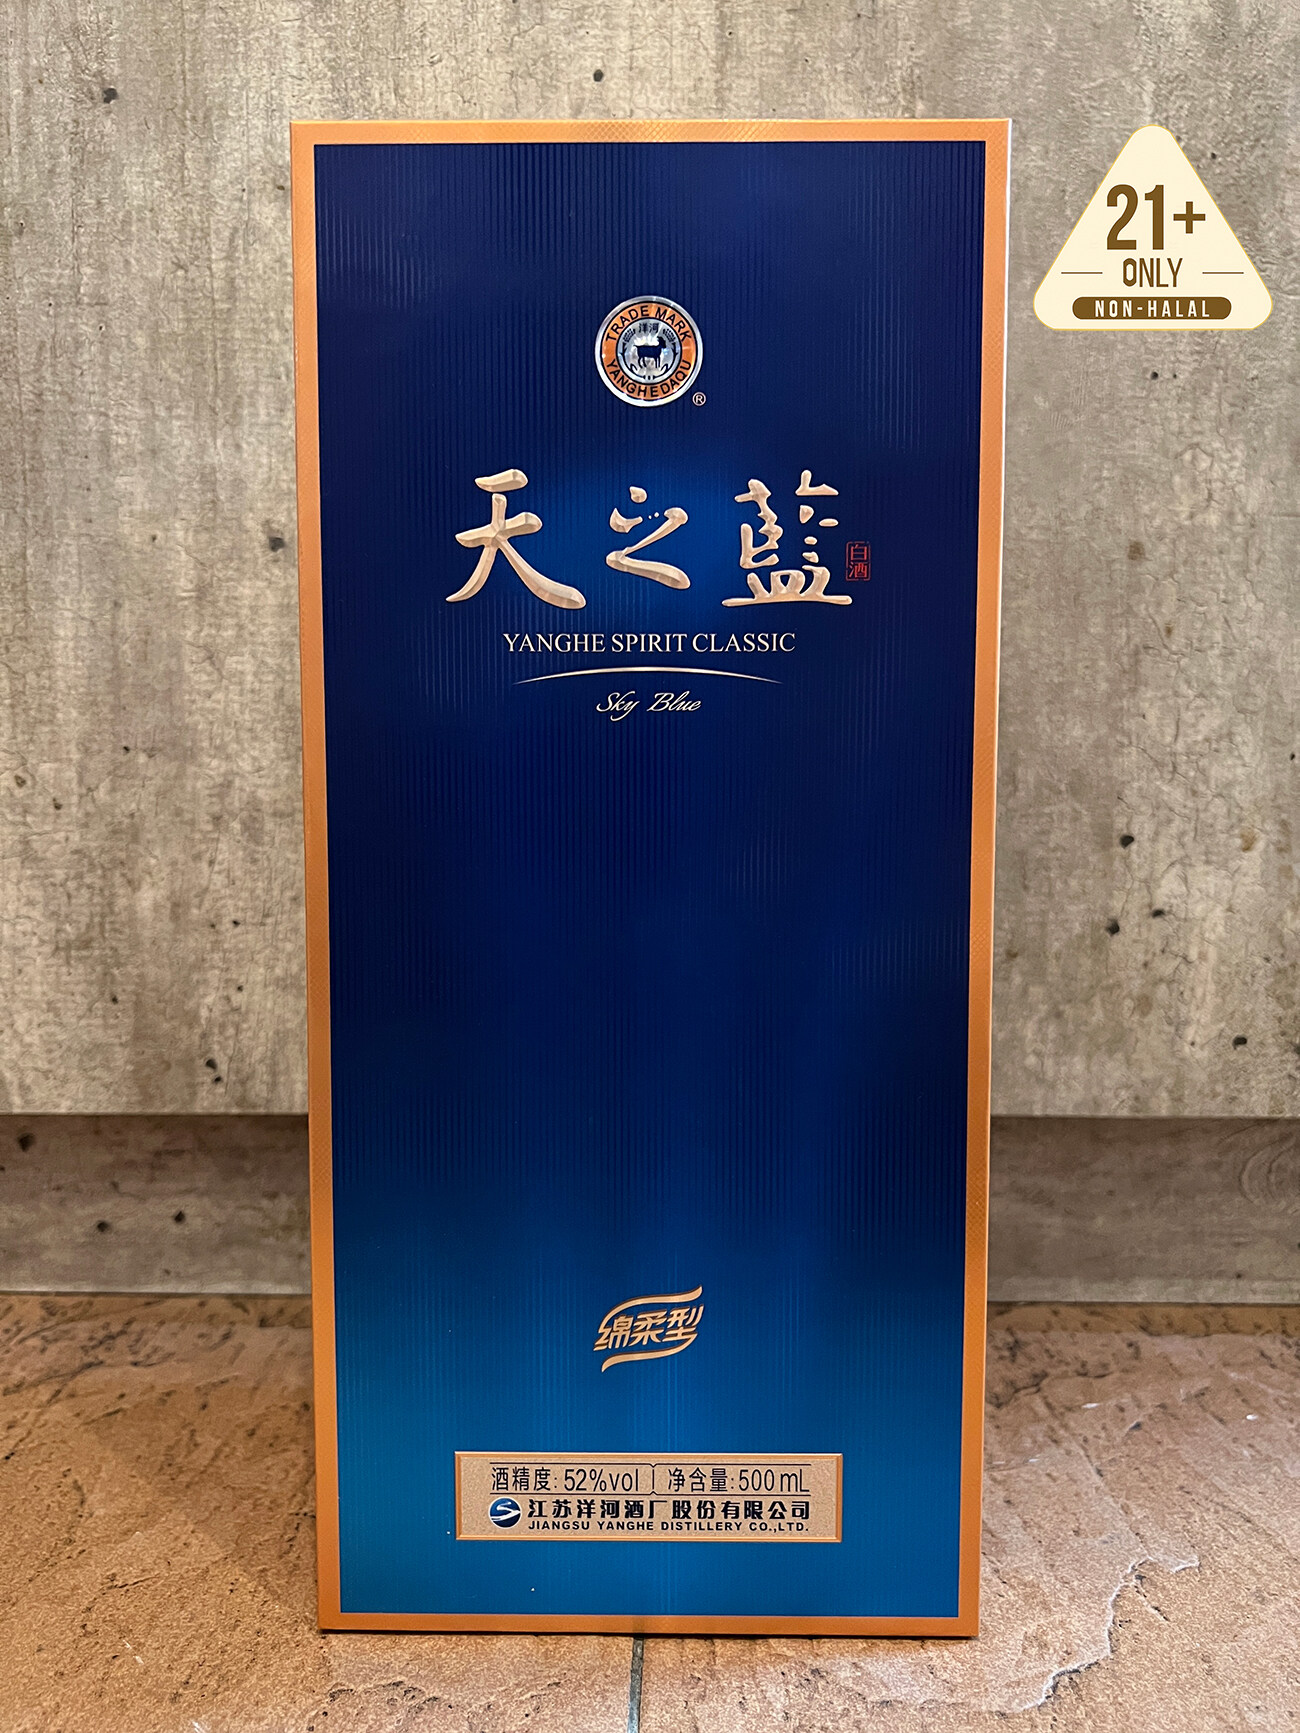 21+
ONLY
NON-HALAL
TRADE MARK
洋河
YANGHEDAQU
®
天之藍
白酒
YANGHE SPIRIT CLASSIC
Sky Blue
绵柔型
酒精度:52%vol 净含量:500mL
江苏洋河酒厂股份有限公司
JIANGSU YANGHE DISTILLERY CO.,LTD.